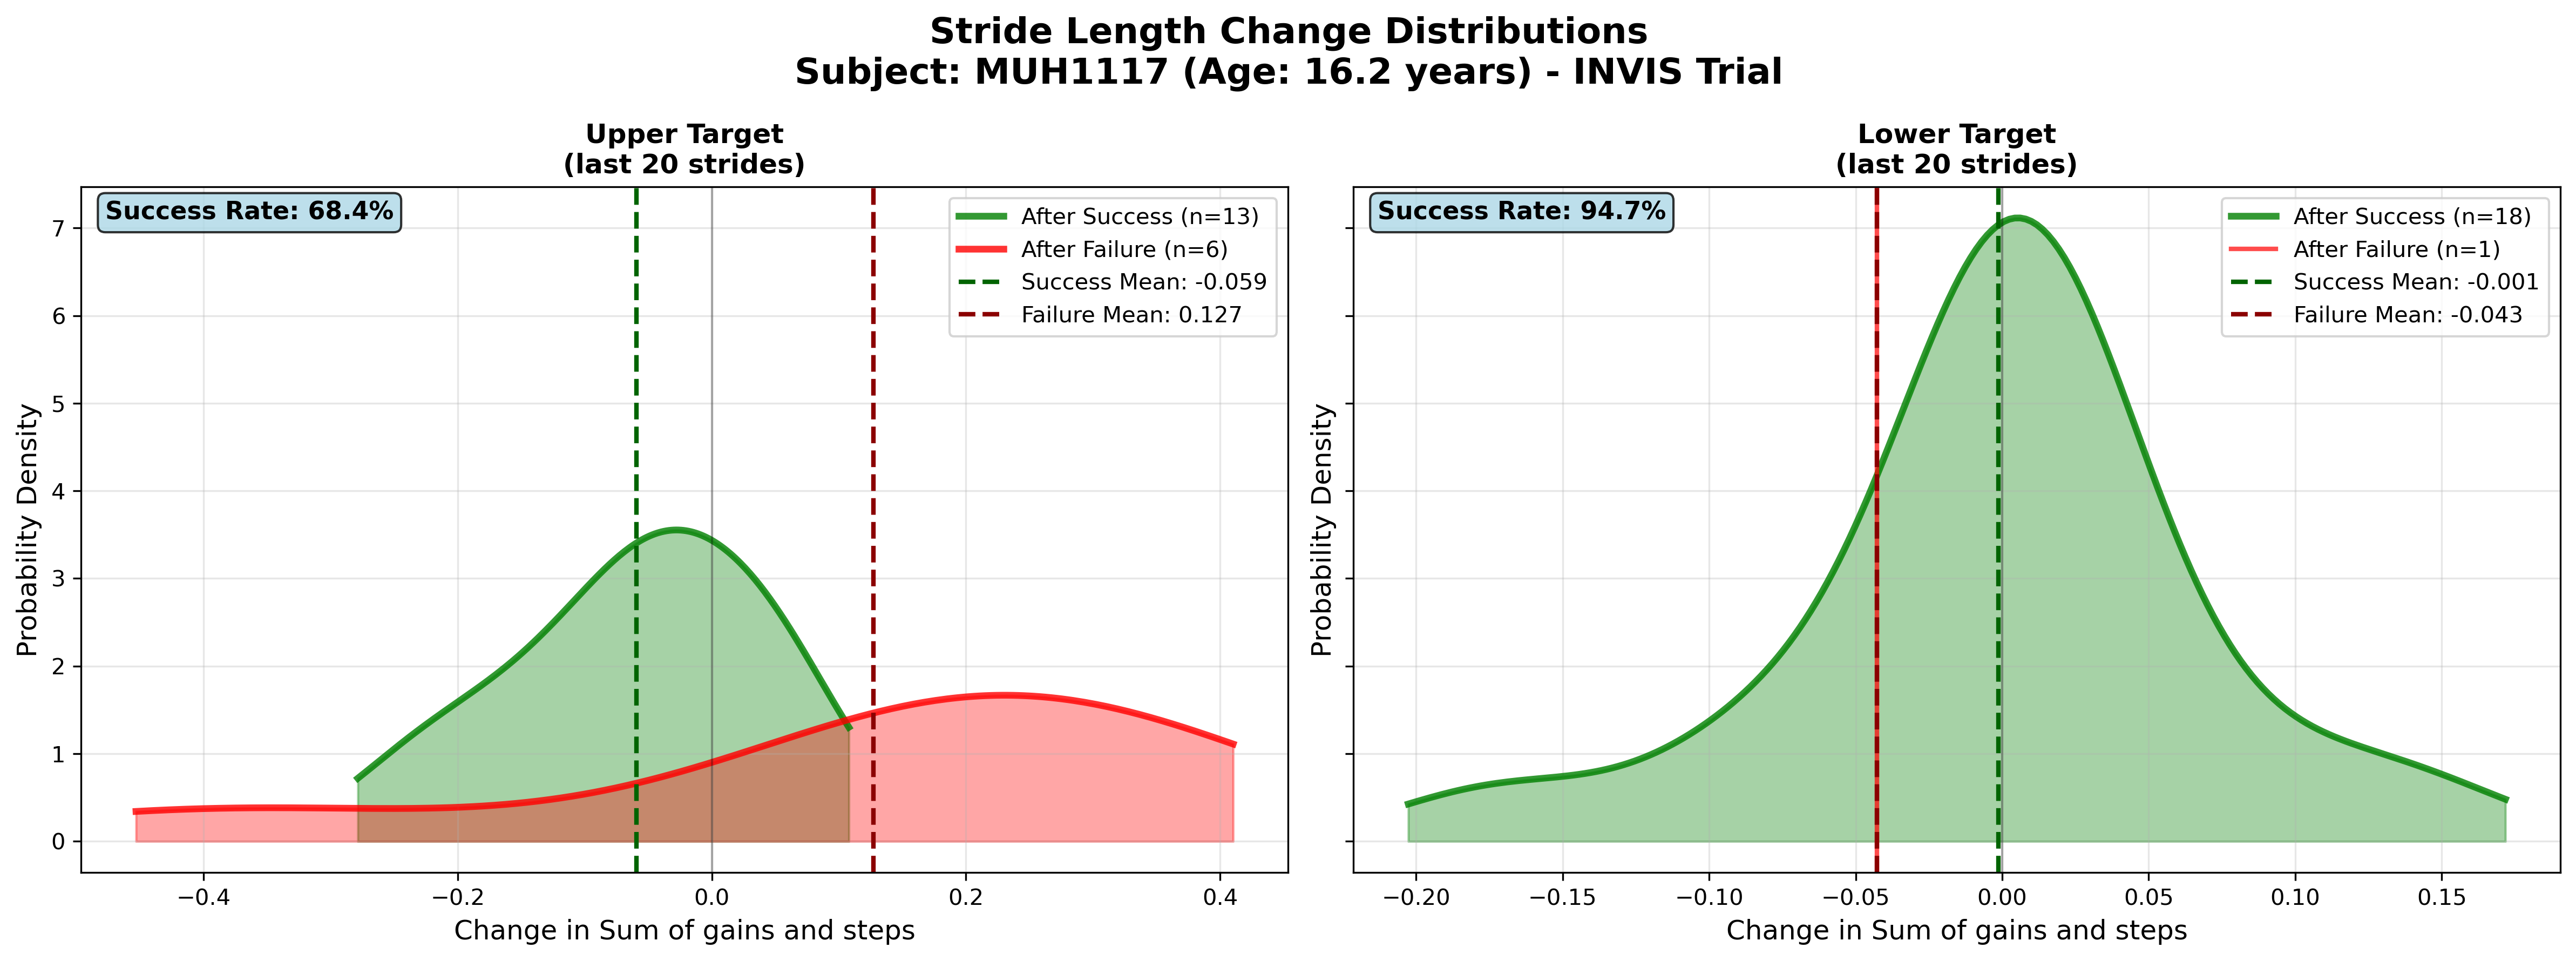 Stride Length Change Distributions
Subject: MUH1117 (Age: 16.2 years) - INVIS Trial
Upper Target
(last 20 strides)
Success Rate: 68.4%
After Success (n=13)
After Failure (n=6)
Success Mean: -0.059
Failure Mean: 0.127
Probability Density
7
6
5
4
3
2
1
0
−0.4
−0.2
0.0
0.2
0.4
Change in Sum of gains and steps
Lower Target
(last 20 strides)
Success Rate: 94.7%
After Success (n=18)
After Failure (n=1)
Success Mean: -0.001
Failure Mean: -0.043
Probability Density
−0.20
−0.15
−0.10
−0.05
0.00
0.05
0.10
0.15
Change in Sum of gains and steps